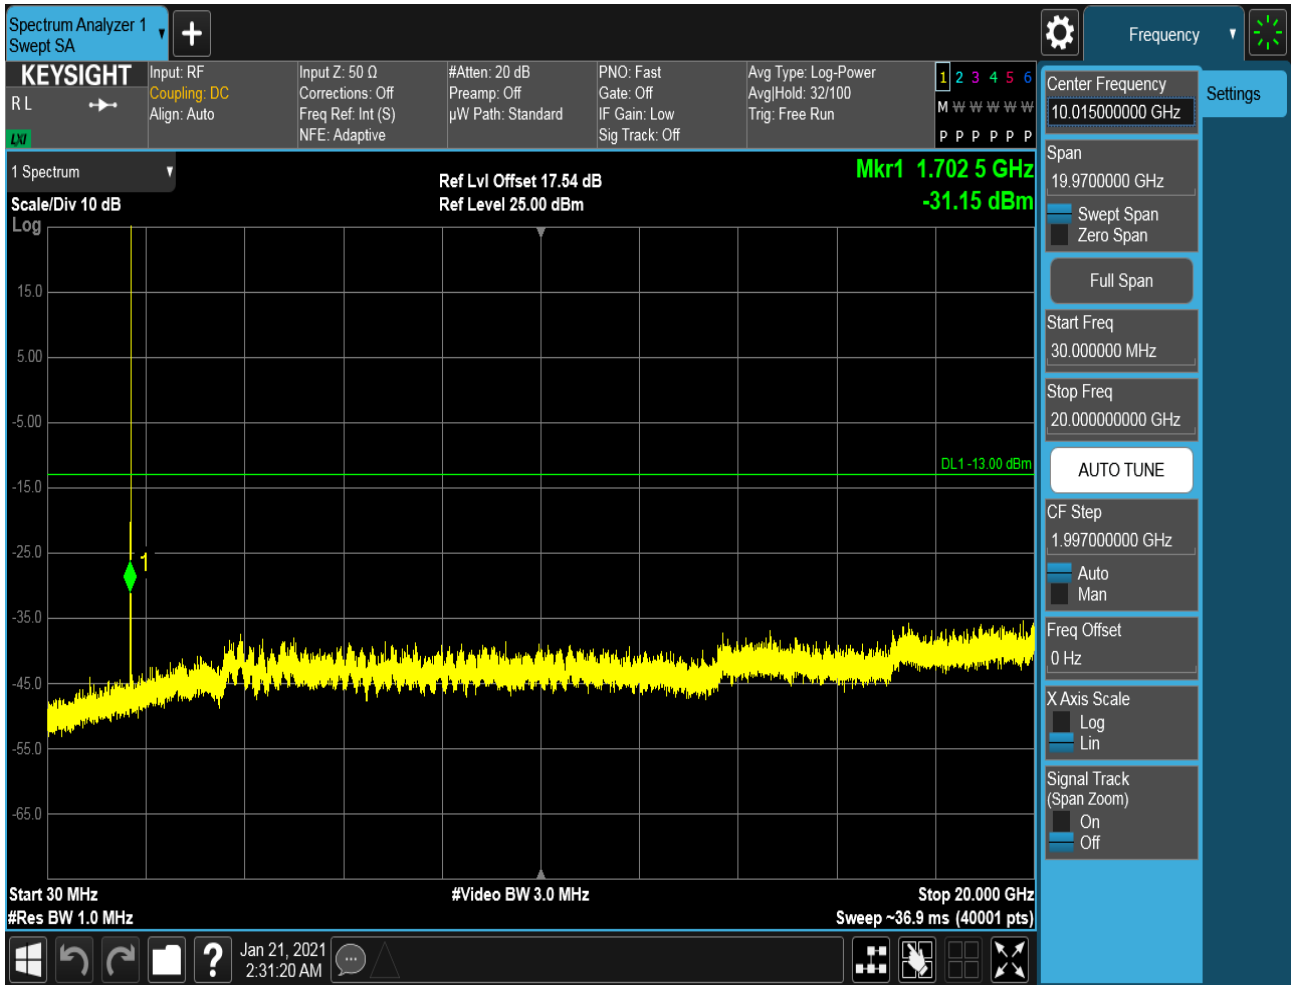 Spectrum Analyzer 1
Swept SA
Frequency
KEYSIGHT
R L
LXI
Input: RF
Coupling: DC
Align: Auto
Input Z: 50 Ω
Corrections: Off
Freq Ref: Int (S)
NFE: Adaptive
#Atten: 20 dB
Preamp: Off
µW Path: Standard
PNO: Fast
Gate: Off
IF Gain: Low
Sig Track: Off
Avg Type: Log-Power
Avg|Hold: 32/100
Trig: Free Run
1 2 3 4 5 6
M W W W W W
P P P P P P
1 Spectrum
Scale/Div 10 dB
Log
Ref Lvl Offset 17.54 dB
Ref Level 25.00 dBm
Mkr1 1.702 5 GHz
-31.15 dBm
15.0
5.00
-5.00
-15.0
-25.0
-35.0
-45.0
-55.0
-65.0
DL1 -13.00 dBm
1
Start 30 MHz
#Res BW 1.0 MHz
#Video BW 3.0 MHz
Stop 20.000 GHz
Sweep ~36.9 ms (40001 pts)
Jan 21, 2021
2:31:20 AM
Center Frequency
10.015000000 GHz
Settings
Span
19.9700000 GHz
Swept Span
Zero Span
Full Span
Start Freq
30.000000 MHz
Stop Freq
20.000000000 GHz
AUTO TUNE
CF Step
1.997000000 GHz
Auto
Man
Freq Offset
0 Hz
X Axis Scale
Log
Lin
Signal Track
(Span Zoom)
On
Off